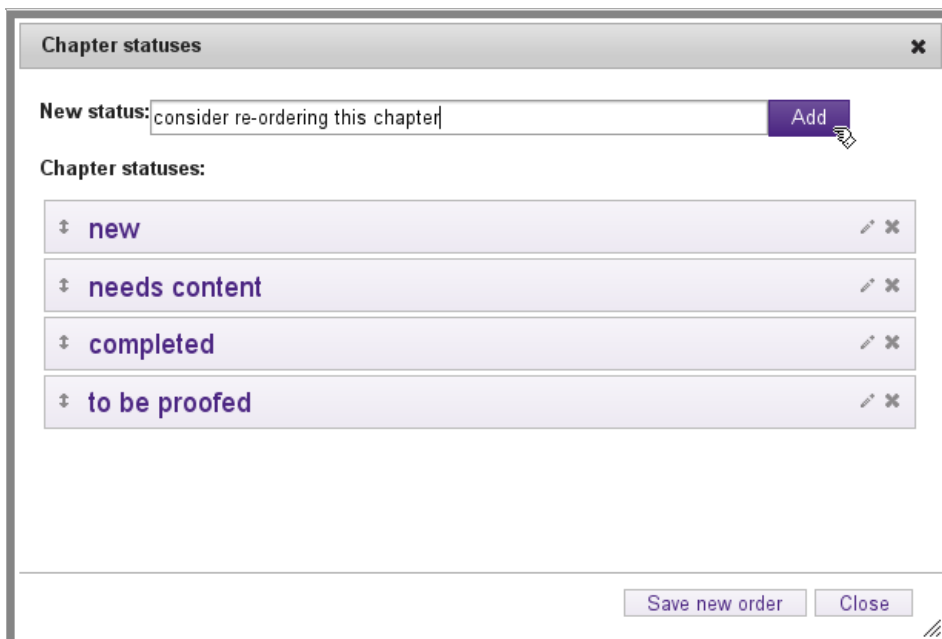 Chapter statuses
New status: consider re-ordering this chapter Add
Chapter statuses:
new
needs content
completed
to be proofed
Save new order Close